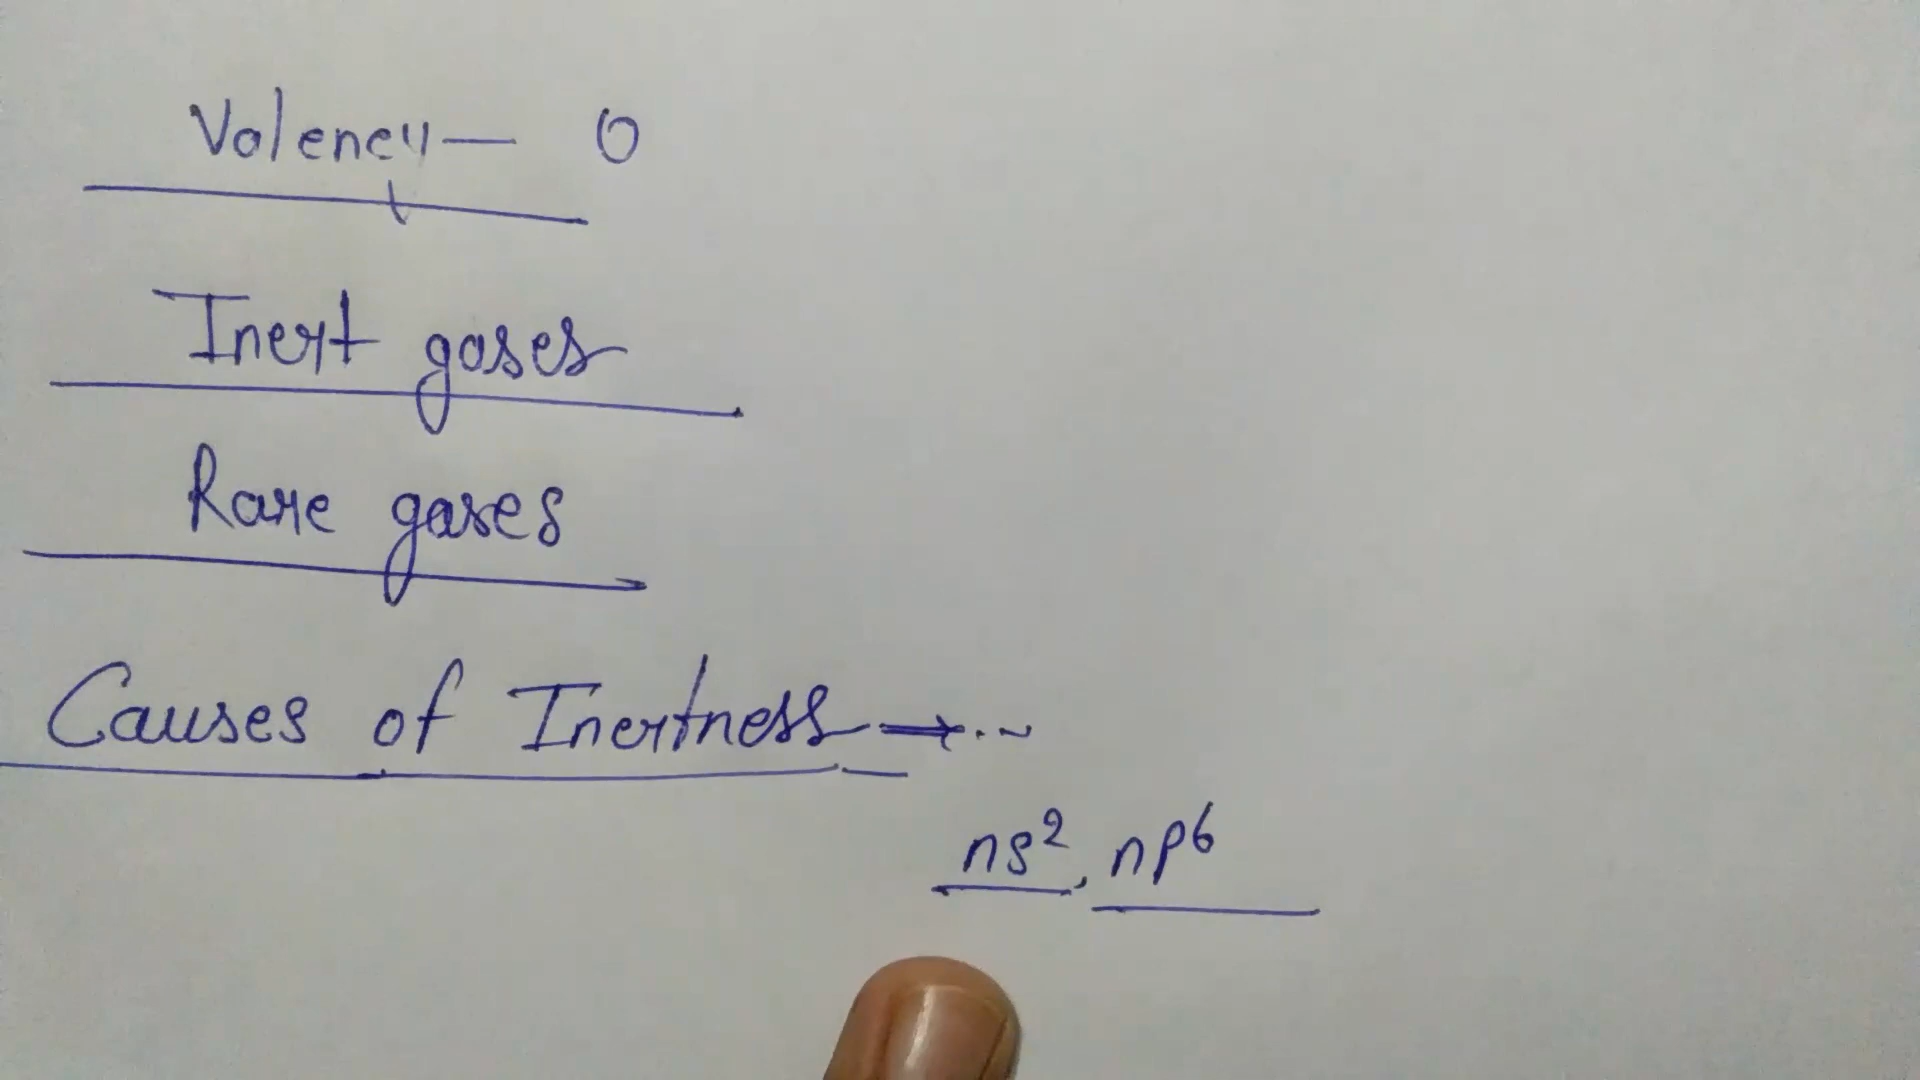 Valency — 0
Inert gases
Rare gases
Causes of Inertness → ..
ns², np⁶